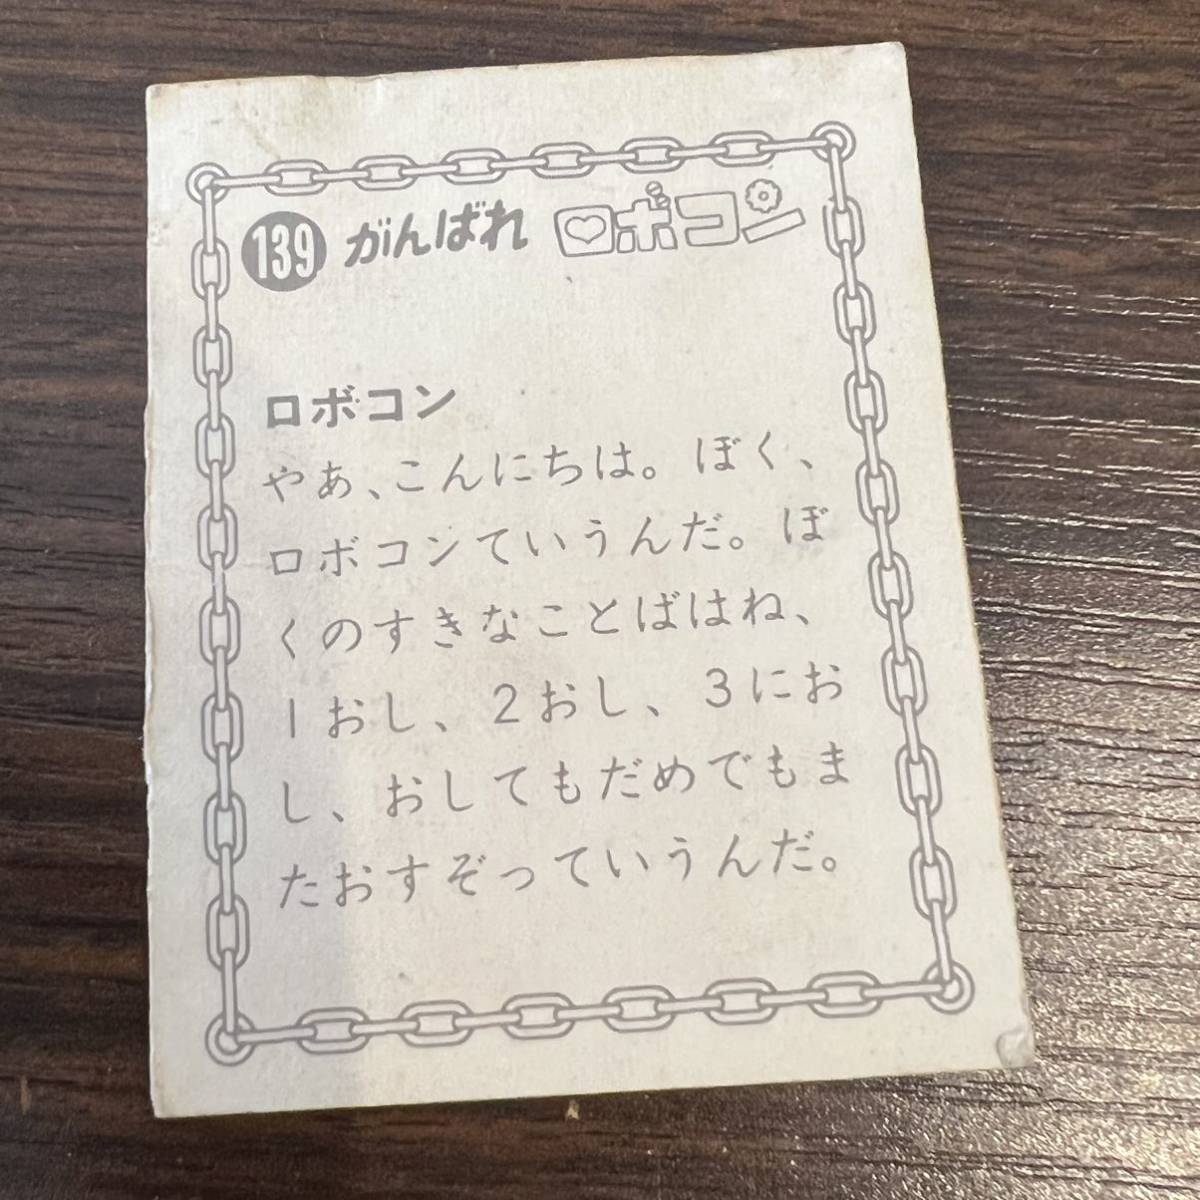 139 がんばれ ロボコン
ロボコン
やあ、こんにちは。ぼく、
ロボコンていうんだ。ぼ
くのすきなことばはね、
1おし、2おし、3にお
し、おしてもだめでもま
たおすぞっていうんだ。